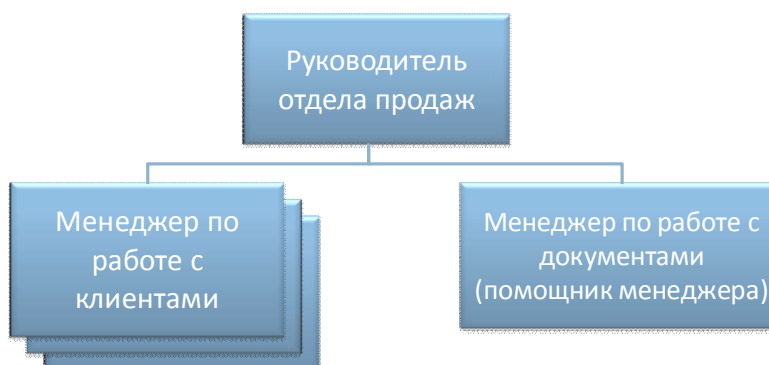 Руководитель
отдела продаж
Менеджер по
работе с
клиентами
Менеджер по работе с
документами
(помощник менеджера)